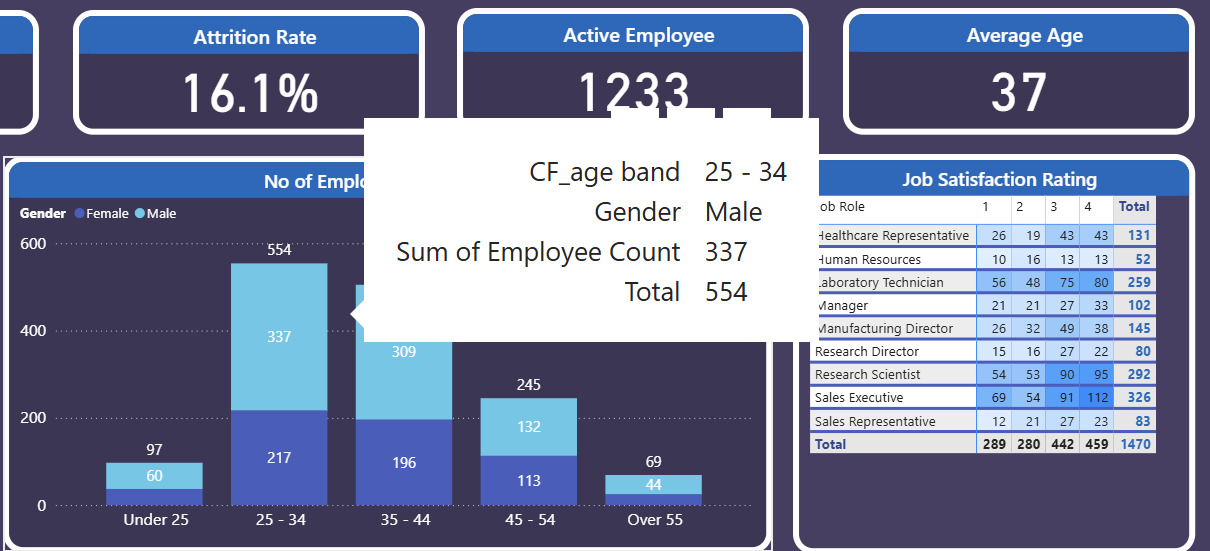 Attrition Rate
16.1%
Active Employee
1233
Average Age
37
No of Emplo
Gender Female Male
600
400
200
0
97
60
554
337
217
309
196
245
132
113
69
44
Under 25
25 - 34
35 - 44
45 - 54
Over 55
CF_age band 25 - 34
Gender Male
Sum of Employee Count 337
Total 554
Job Satisfaction Rating
ob Role 1 2 3 4 Total
Healthcare Representative 26 19 43 43 131
Human Resources 10 16 13 13 52
Laboratory Technician 56 48 75 80 259
Manager 21 21 27 33 102
Manufacturing Director 26 32 49 38 145
Research Director 15 16 27 22 80
Research Scientist 54 53 90 95 292
Sales Executive 69 54 91 112 326
Sales Representative 12 21 27 23 83
Total 289 280 442 459 1470